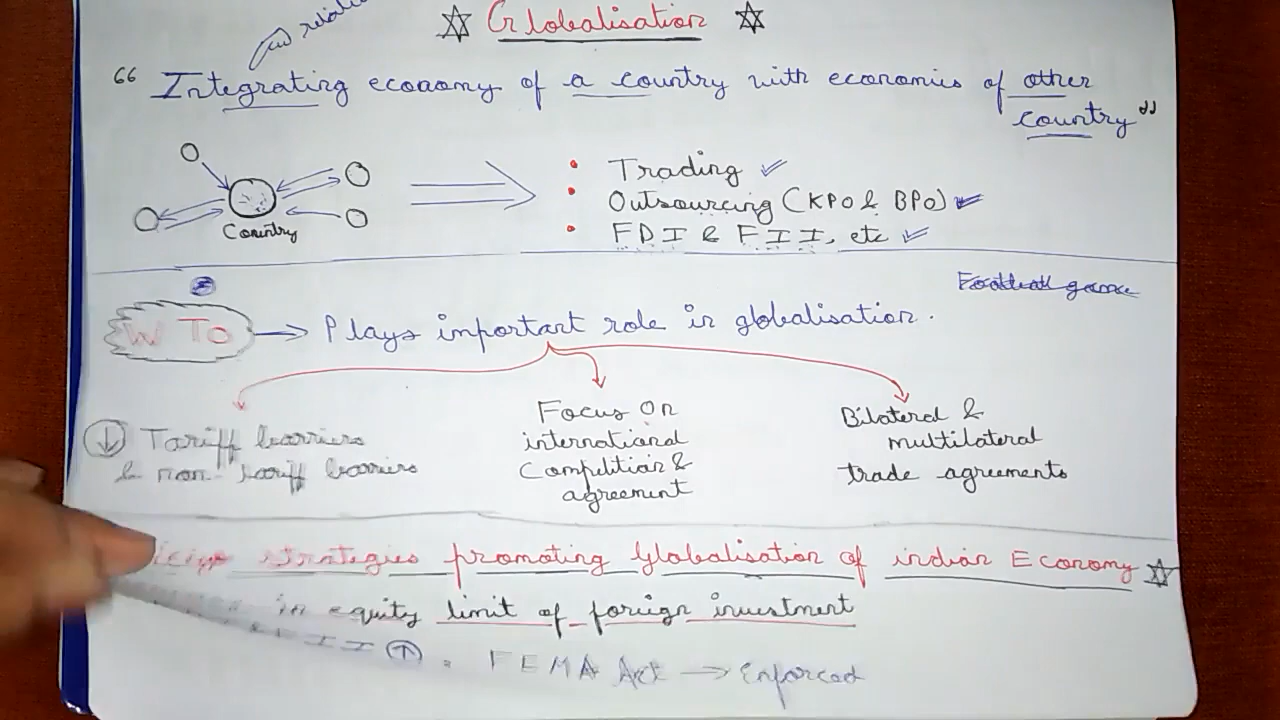 and
☆ Globalisation ☆
“ Integrating economy of a country with economies of other
country”
Country
• Trading ✓
• Outsourcing (KPO & BPO) ✓
• FDI & FII, etc ✓
Football game
WTO → Plays important role in globalisation.
↓ Tariff barriers
& non-tariff barriers
Focus On
international
Competition &
agreement
Bilateral &
multilateral
trade agreements
strategies promoting Globalisation of indian Economy ☆
in equity limit of foreign investment
& FII ↑ . FEMA Act → Enforced